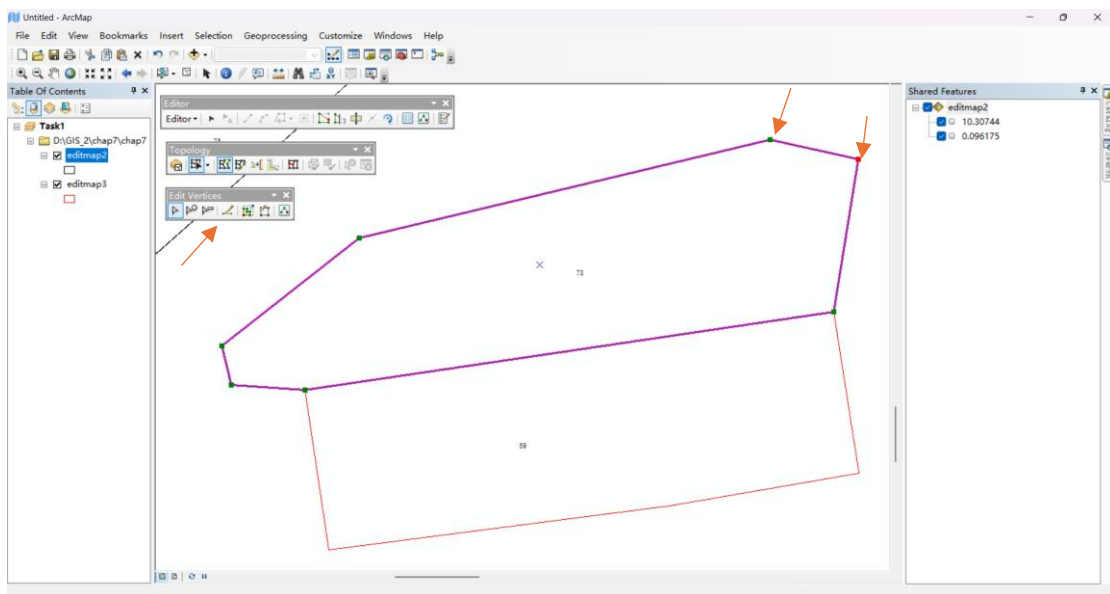 Untitled - ArcMap
File Edit View Bookmarks Insert Selection Geoprocessing Customize Windows Help
Table Of Contents
Task1
D:\GIS_2\chap7\chap7
editmap2
editmap3
Editor
Editor
75
Topology
Edit Vertices
73
59
Shared Features
editmap2
10.30744
0.096175